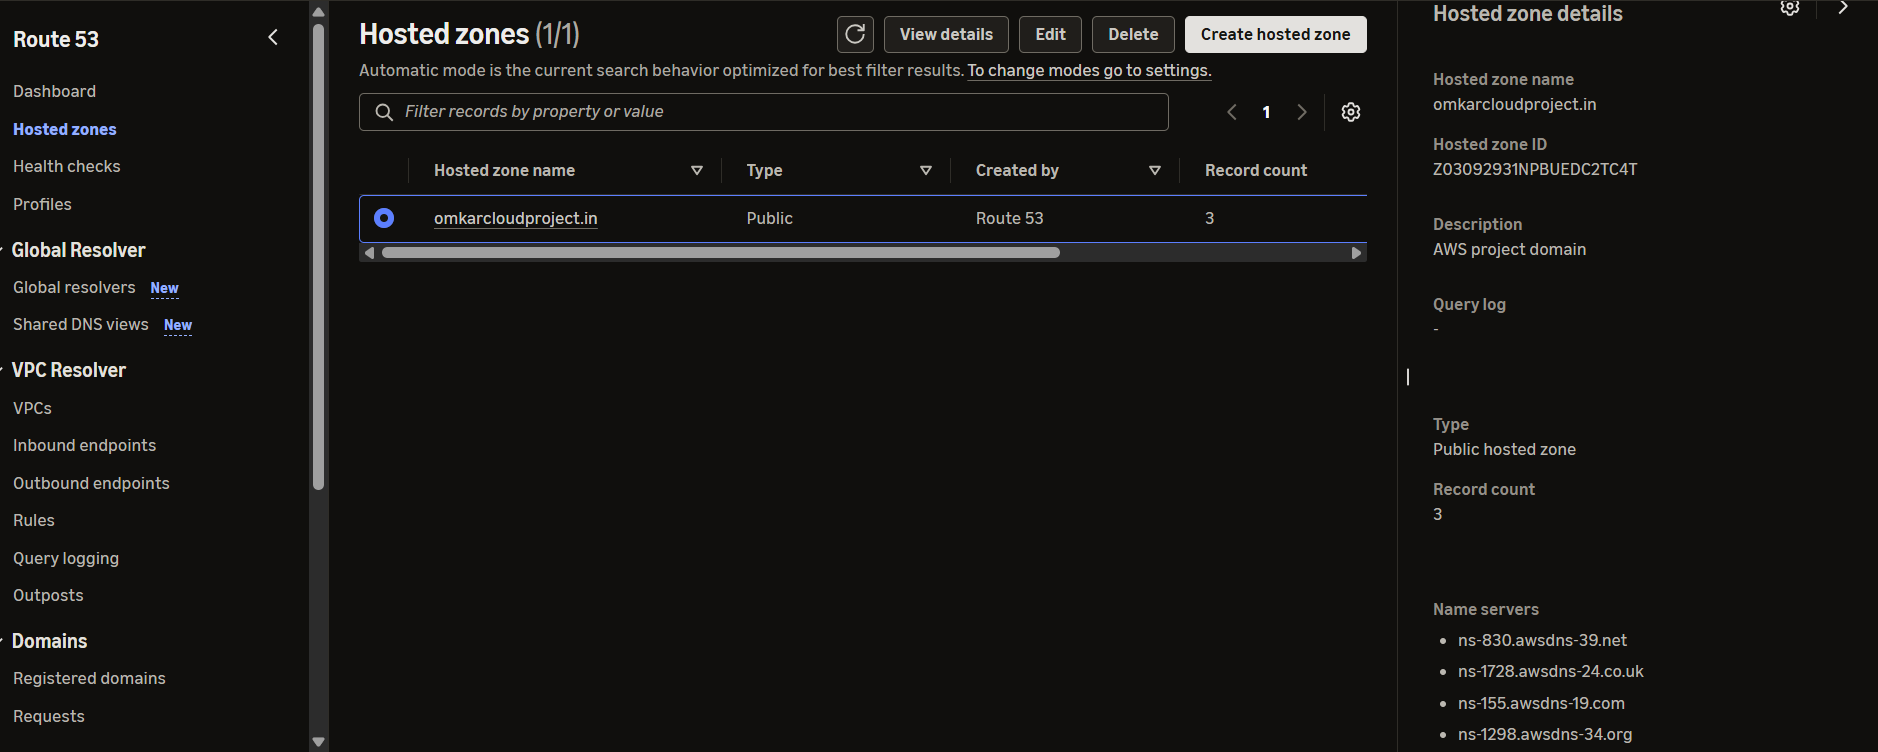 Route 53
Dashboard
Hosted zones
Health checks
Profiles
Global Resolver
Global resolvers New
Shared DNS views New
VPC Resolver
VPCs
Inbound endpoints
Outbound endpoints
Rules
Query logging
Outposts
Domains
Registered domains
Requests
Hosted zones (1/1)
View details
Edit
Delete
Create hosted zone
Automatic mode is the current search behavior optimized for best filter results. To change modes go to settings.
Filter records by property or value
1
Hosted zone name Type Created by Record count
omkarcloudproject.in Public Route 53 3
Hosted zone details
Hosted zone name
omkarcloudproject.in
Hosted zone ID
Z03092931NPBUEDC2TC4T
Description
AWS project domain
Query log
-
Type
Public hosted zone
Record count
3
Name servers
ns-830.awsdns-39.net
ns-1728.awsdns-24.co.uk
ns-155.awsdns-19.com
ns-1298.awsdns-34.org